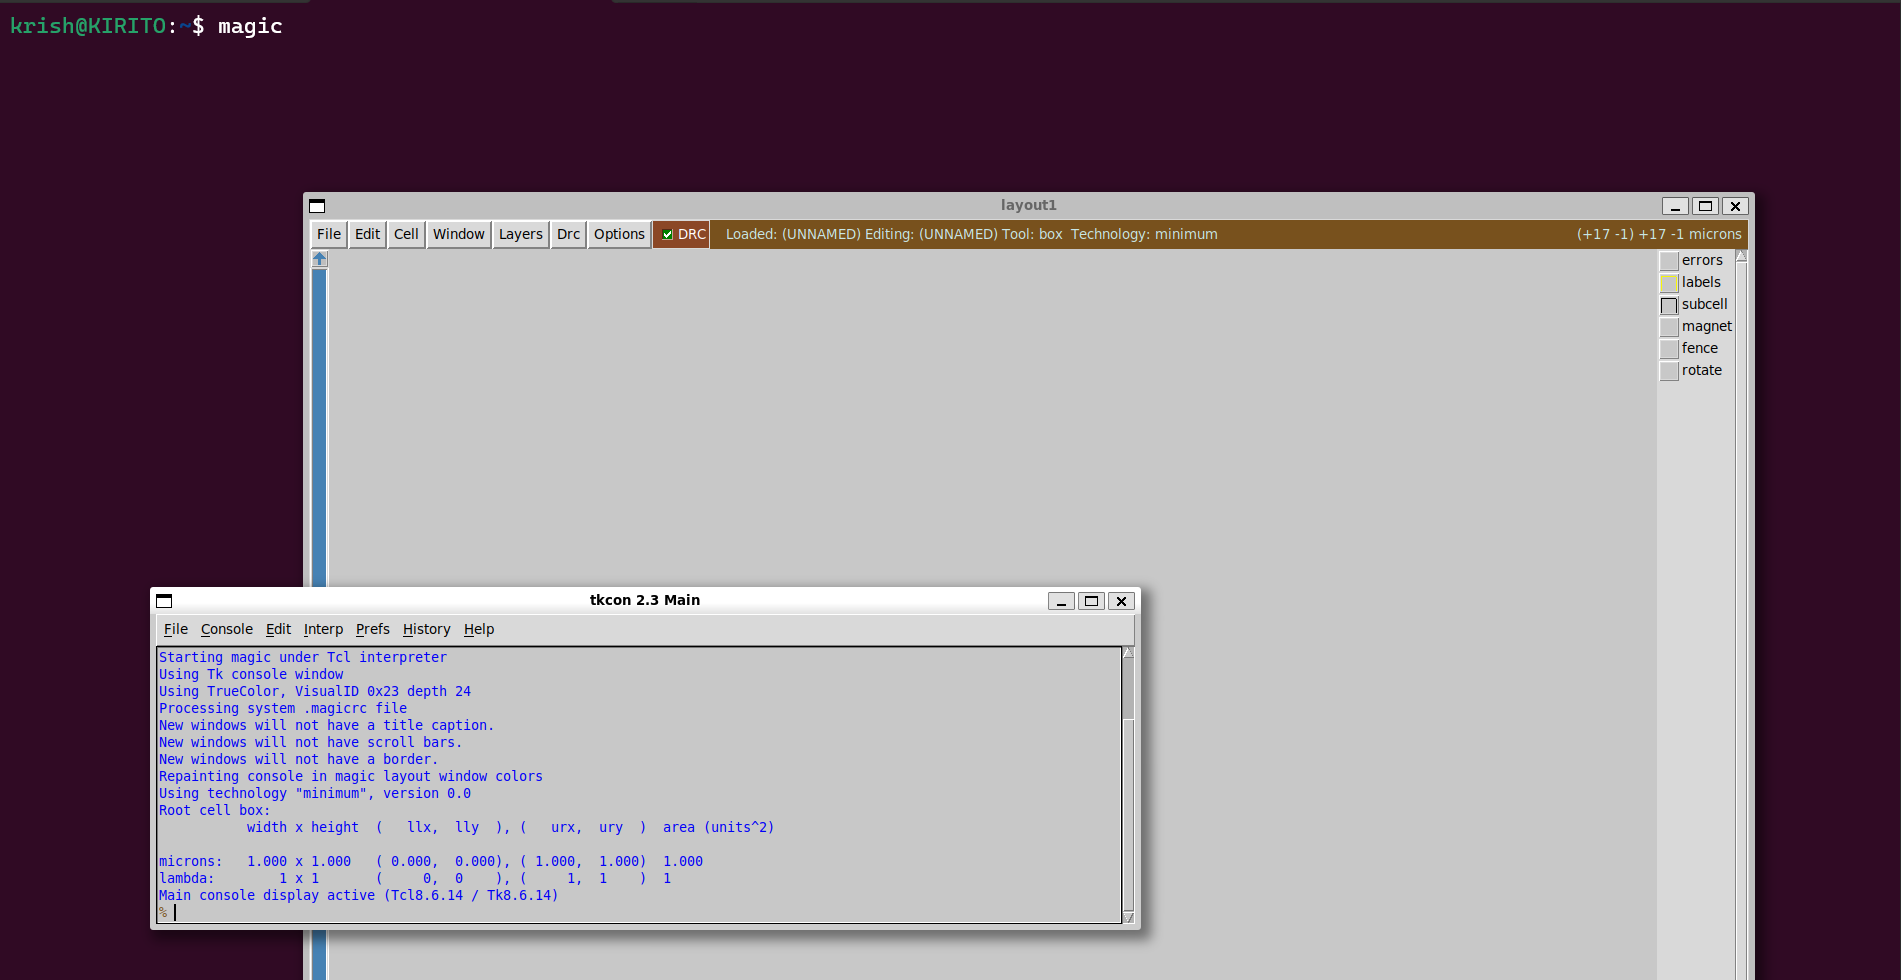 krish@KIRITO:~$ magic
layout1
File Edit Cell Window Layers Drc Options DRC Loaded: (UNNAMED) Editing: (UNNAMED) Tool: box Technology: minimum (+17 -1) +17 -1 microns
errors
labels
subcell
magnet
fence
rotate
tkcon 2.3 Main
File Console Edit Interp Prefs History Help
Starting magic under Tcl interpreter
Using Tk console window
Using TrueColor, VisualID 0x23 depth 24
Processing system .magicrc file
New windows will not have a title caption.
New windows will not have scroll bars.
New windows will not have a border.
Repainting console in magic layout window colors
Using technology "minimum", version 0.0
Root cell box:
width x height ( llx, lly ), ( urx, ury ) area (units^2)
microns: 1.000 x 1.000 ( 0.000, 0.000), ( 1.000, 1.000) 1.000
lambda: 1 x 1 ( 0, 0 ), ( 1, 1 ) 1
Main console display active (Tcl8.6.14 / Tk8.6.14)
%